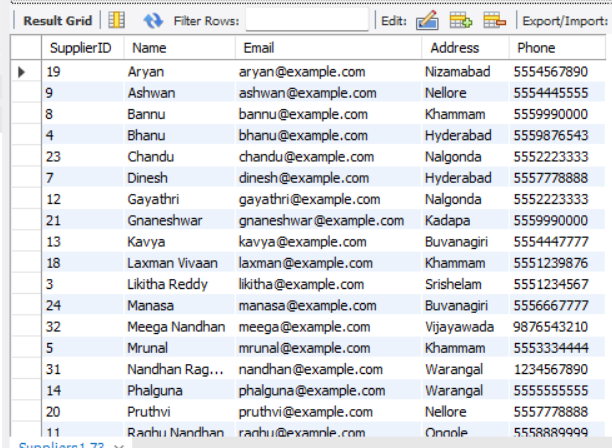 Result Grid Filter Rows: Edit: Export/Import:
SupplierID Name Email Address Phone
19 Aryan aryan@example.com Nizamabad 5554567890
9 Ashwan ashwan@example.com Nellore 5554445555
8 Bannu bannu@example.com Khammam 5559990000
4 Bhanu bhanu@example.com Hyderabad 5559876543
23 Chandu chandu@example.com Nalgonda 5552223333
7 Dinesh dinesh@example.com Hyderabad 5557778888
12 Gayathri gayathri@example.com Nalgonda 5552223333
21 Gnaneshwar gnaneshwar@example.com Kadapa 5559990000
13 Kavya kavya@example.com Buvanagiri 5554447777
18 Laxman Vivaan laxman@example.com Khammam 5551239876
3 Likitha Reddy likitha@example.com Srishelam 5551234567
24 Manasa manasa@example.com Buvanagiri 5556667777
32 Meega Nandhan meega@example.com Vijayawada 9876543210
5 Mrunal mrunal@example.com Khammam 5553334444
31 Nandhan Rag... nandhan@example.com Warangal 1234567890
14 Phalguna phalguna@example.com Warangal 5555555555
20 Pruthvi pruthvi@example.com Nellore 5557778888
11 Raghu Nandhan raghu@example.com Ongole 5558889999
Suppliers1 73